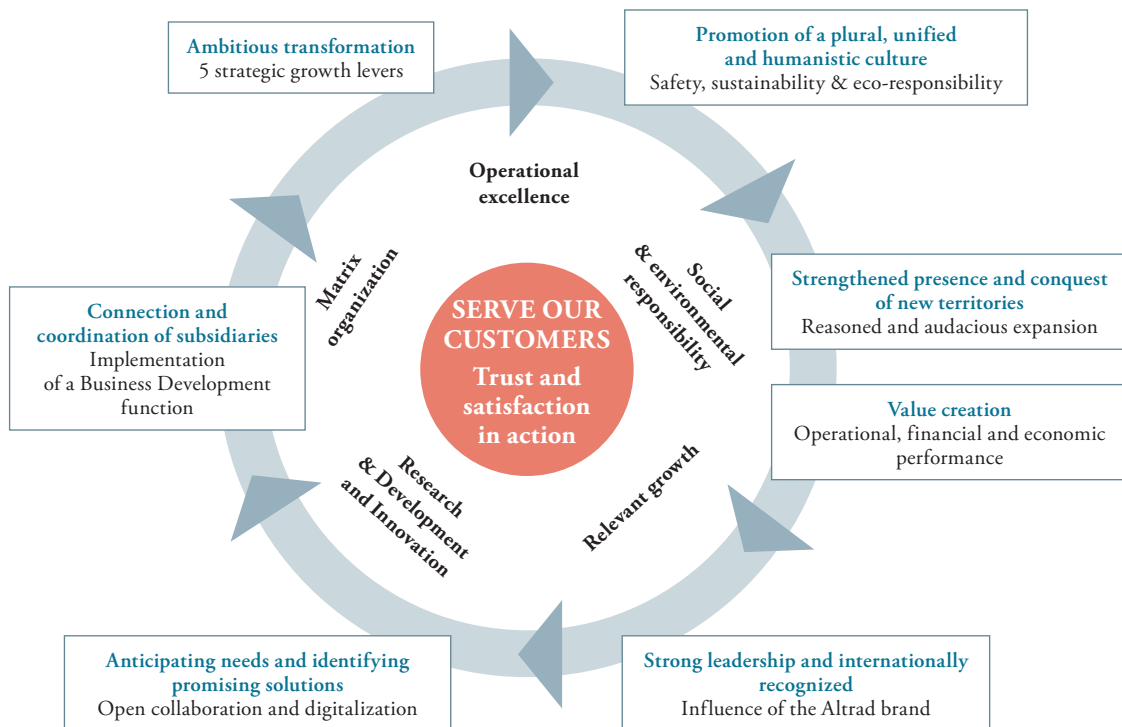 Ambitious transformation
5 strategic growth levers
Promotion of a plural, unified
and humanistic culture
Safety, sustainability & eco-responsibility
Operational
excellence
Social
& environmental
responsibility
Matrix
organization
Strengthened presence and conquest
of new territories
Reasoned and audacious expansion
Connection and
coordination of subsidiaries
Implementation
of a Business Development
function
SERVE OUR
CUSTOMERS
Trust and
satisfaction
in action
Value creation
Operational, financial and economic
performance
Research
& Development
and Innovation
Relevant growth
Anticipating needs and identifying
promising solutions
Open collaboration and digitalization
Strong leadership and internationally
recognized
Influence of the Altrad brand